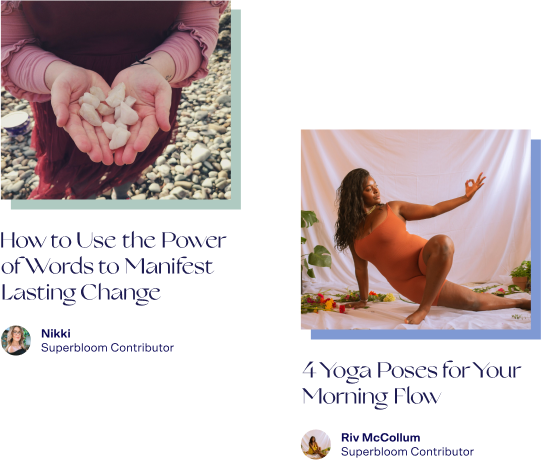 How to Use the Power
of Words to Manifest
Lasting Change
Nikki
Superbloom Contributor
4 Yoga Poses for Your
Morning Flow
Riv McCollum
Superbloom Contributor